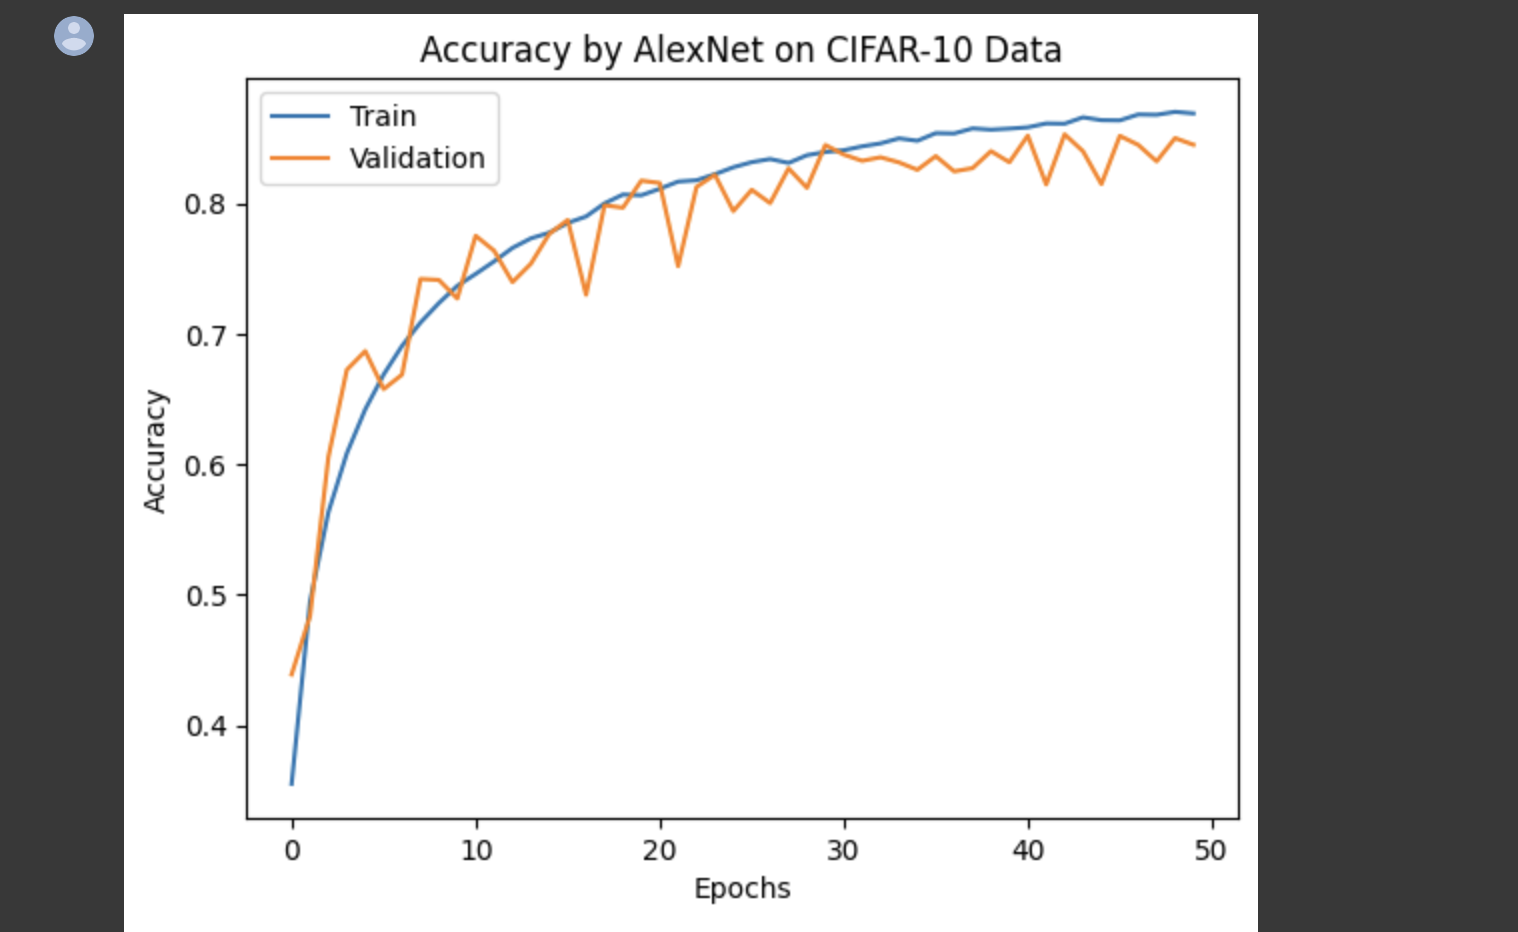 Accuracy by AlexNet on CIFAR-10 Data
Train
Validation
0.8
0.7
0.6
0.5
0.4
Accuracy
0 10 20 30 40 50
Epochs